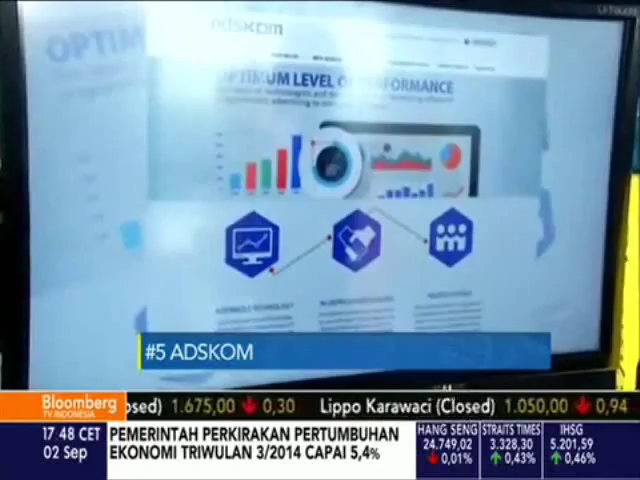 adskom
OPTIM
OPTIMUM LEVEL OF PERFORMANCE
#5 ADSKOM
Bloomberg
TV INDONESIA
osed) 1.675,00 0,30 Lippo Karawaci (Closed) 1.050,00 0,94
17 48 CET
02 Sep
PEMERINTAH PERKIRAKAN PERTUMBUHAN
EKONOMI TRIWULAN 3/2014 CAPAI 5,4%
HANG SENG
24.749,02
0,01%
STRAITS TIMES
3.328,30
0,43%
IHSG
5.201,59
0,46%